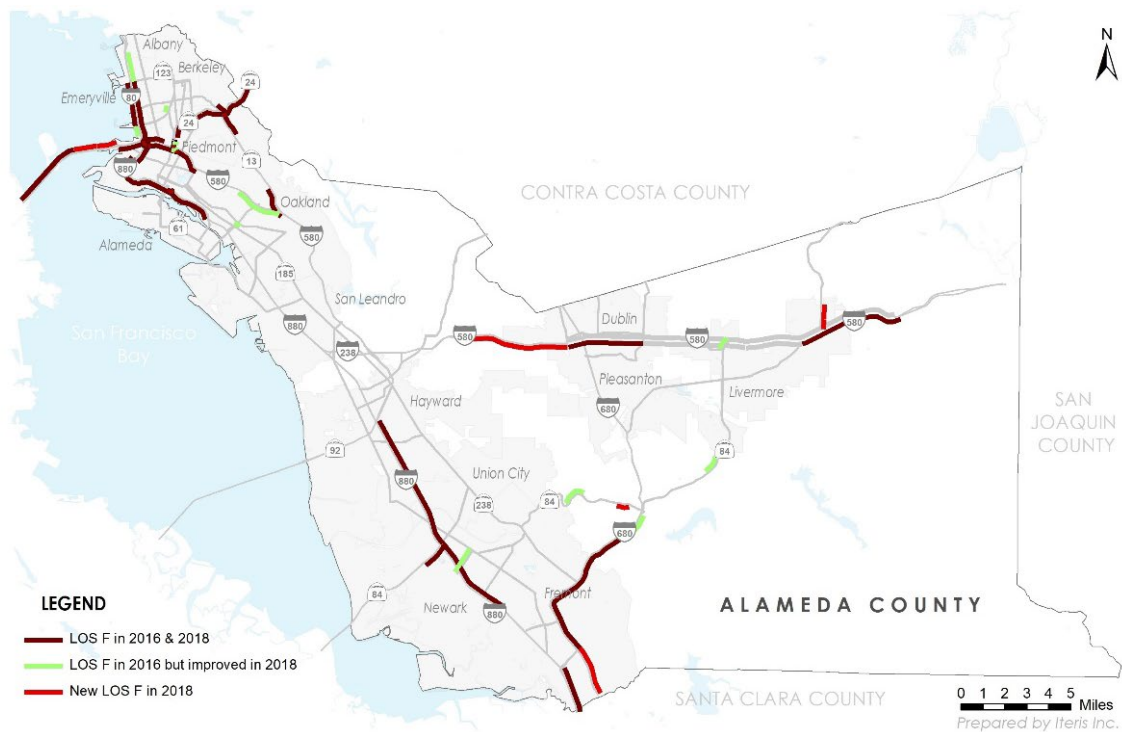 N
Albany
123
Berkeley
24
Emeryville
80
24
Piedmont
880
580
13
CONTRA COSTA COUNTY
Oakland
61
580
Alameda
185
San Leandro
San Francisco
Bay
880
238
580
Dublin
580
580
Pleasanton
Livermore
680
Hayward
SAN
JOAQUIN
COUNTY
92
84
Union City
880
238
84
680
84
Newark
880
Fremont
ALAMEDA COUNTY
LEGEND
LOS F in 2016 & 2018
LOS F in 2016 but improved in 2018
New LOS F in 2018
SANTA CLARA COUNTY
0 1 2 3 4 5
Miles
Prepared by Iteris Inc.